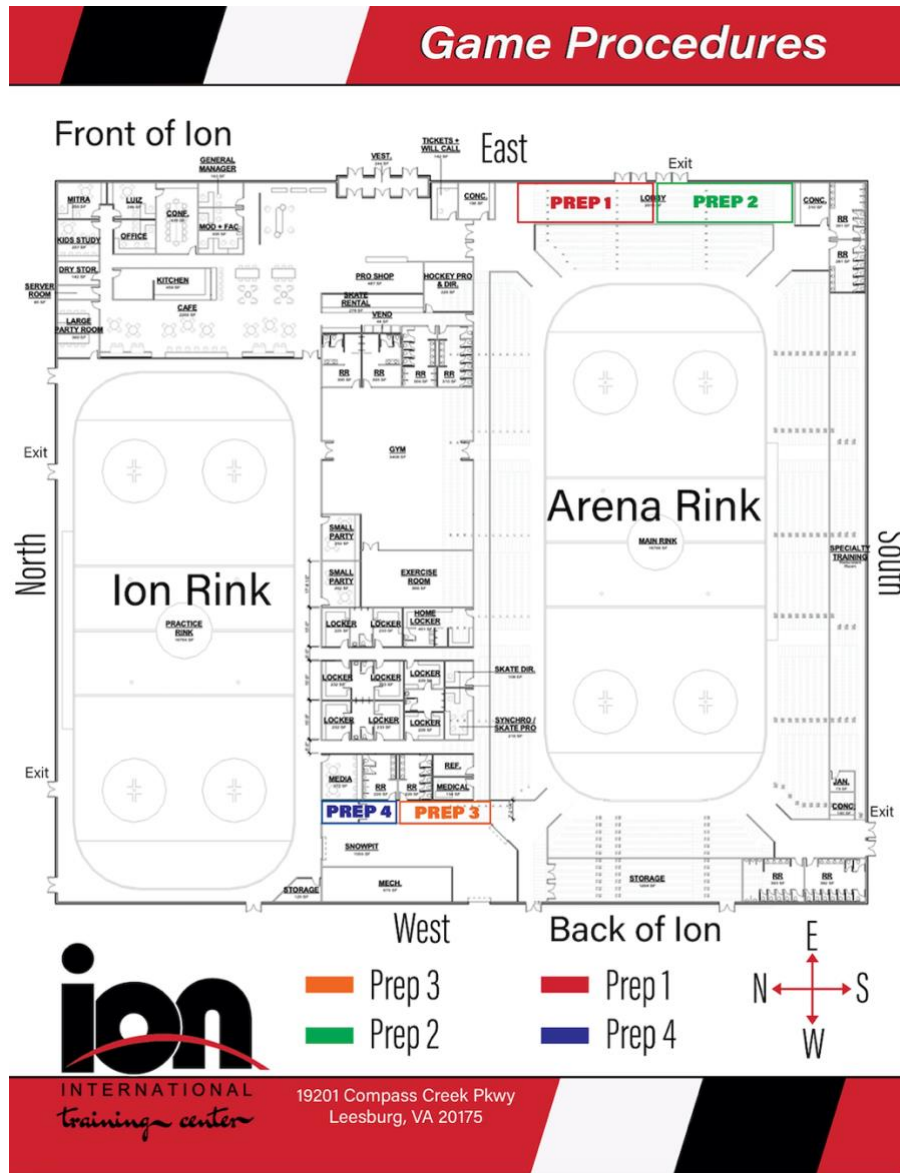 Game Procedures
Front of Ion
East
TICKETS +
WILL CALL
VEST.
GENERAL
MANAGER
Exit
MITRA
LUIZ
CONF.
MOD + FAC.
CONC.
PREP 1
LOBBY
PREP 2
CONC.
RR
KIDS STUDY
OFFICE
RR
DRY STOR.
KITCHEN
PRO SHOP
HOCKEY PRO
& DIR.
SERVER
ROOM
CAFE
SKATE
RENTAL
VEND
LARGE
PARTY ROOM
RR
RR
RR
RR
Exit
GYM
North
Ion Rink
PRACTICE
RINK
Arena Rink
MAIN RINK
SPECIALTY
TRAINING
South
SMALL
PARTY
SMALL
PARTY
EXERCISE
ROOM
LOCKER
LOCKER
HOME
LOCKER
LOCKER
LOCKER
LOCKER
SKATE DIR.
LOCKER
LOCKER
LOCKER
SYNCHRO /
SKATE PRO
Exit
MEDIA
RR
RR
REF.
MEDICAL
JAN.
CONC.
Exit
PREP 4
PREP 3
SNOWPIT
MECH.
STORAGE
STORAGE
RR
RR
West
Back of Ion
Prep 3
Prep 1
Prep 2
Prep 4
E
N
S
W
ion
INTERNATIONAL
training center
19201 Compass Creek Pkwy
Leesburg, VA 20175